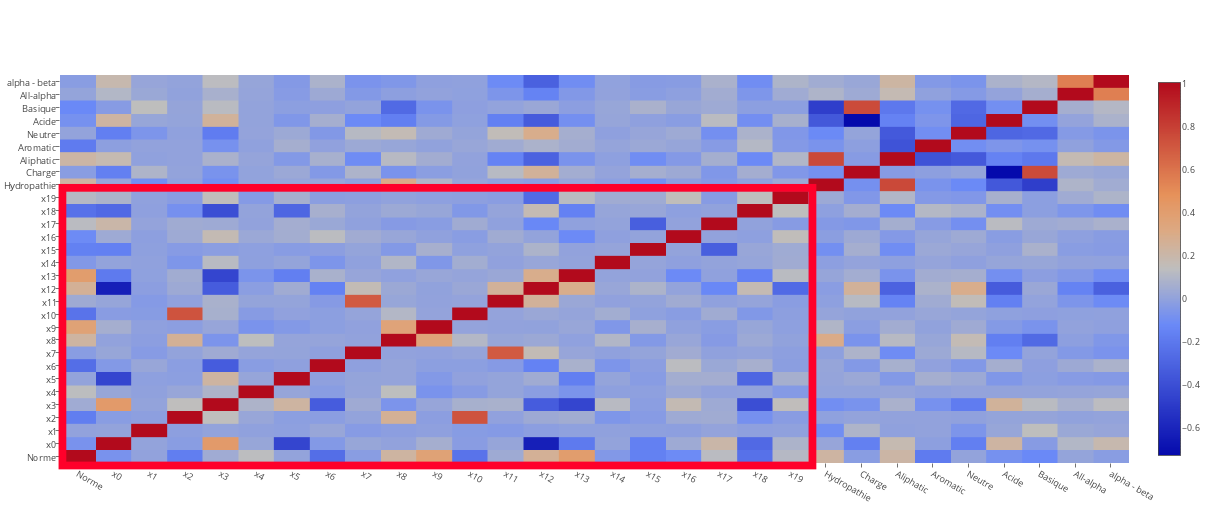 alpha - beta
All-alpha
Basique
Acide
Neutre
Aromatic
Aliphatic
Charge
Hydropathie
x19
x18
x17
x16
x15
x14
x13
x12
x11
x10
x9
x8
x7
x6
x5
x4
x3
x2
x1
x0
Norme
Norme x0 x1 x2 x3 x4 x5 x6 x7 x8 x9 x10 x11 x12 x13 x14 x15 x16 x17 x18 x19 Hydropathie Charge Aliphatic Aromatic Neutre Acide Basique All-alpha alpha - beta
1
0.8
0.6
0.4
0.2
0
-0.2
-0.4
-0.6